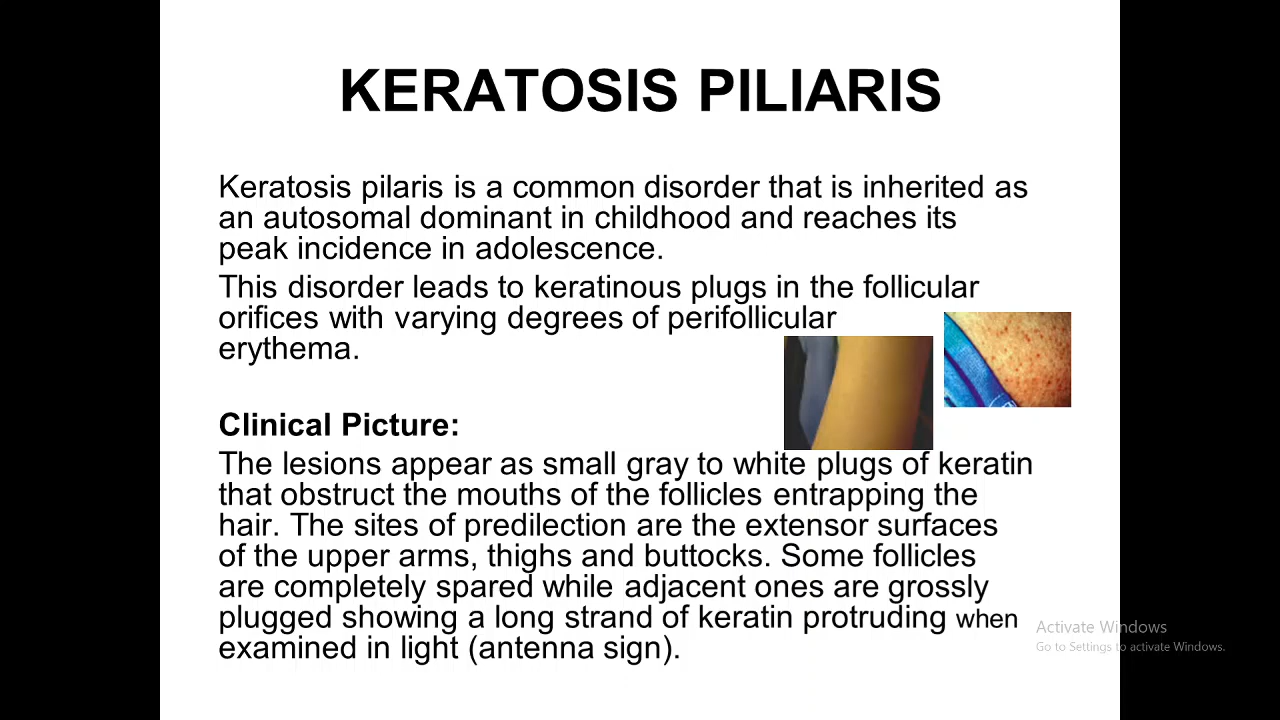 KERATOSIS PILIARIS
Keratosis pilaris is a common disorder that is inherited as
an autosomal dominant in childhood and reaches its
peak incidence in adolescence.
This disorder leads to keratinous plugs in the follicular
orifices with varying degrees of perifollicular
erythema.
Clinical Picture:
The lesions appear as small gray to white plugs of keratin
that obstruct the mouths of the follicles entrapping the
hair. The sites of predilection are the extensor surfaces
of the upper arms, thighs and buttocks. Some follicles
are completely spared while adjacent ones are grossly
plugged showing a long strand of keratin protruding when
examined in light (antenna sign).
Activate Windows
Go to Settings to activate Windows.